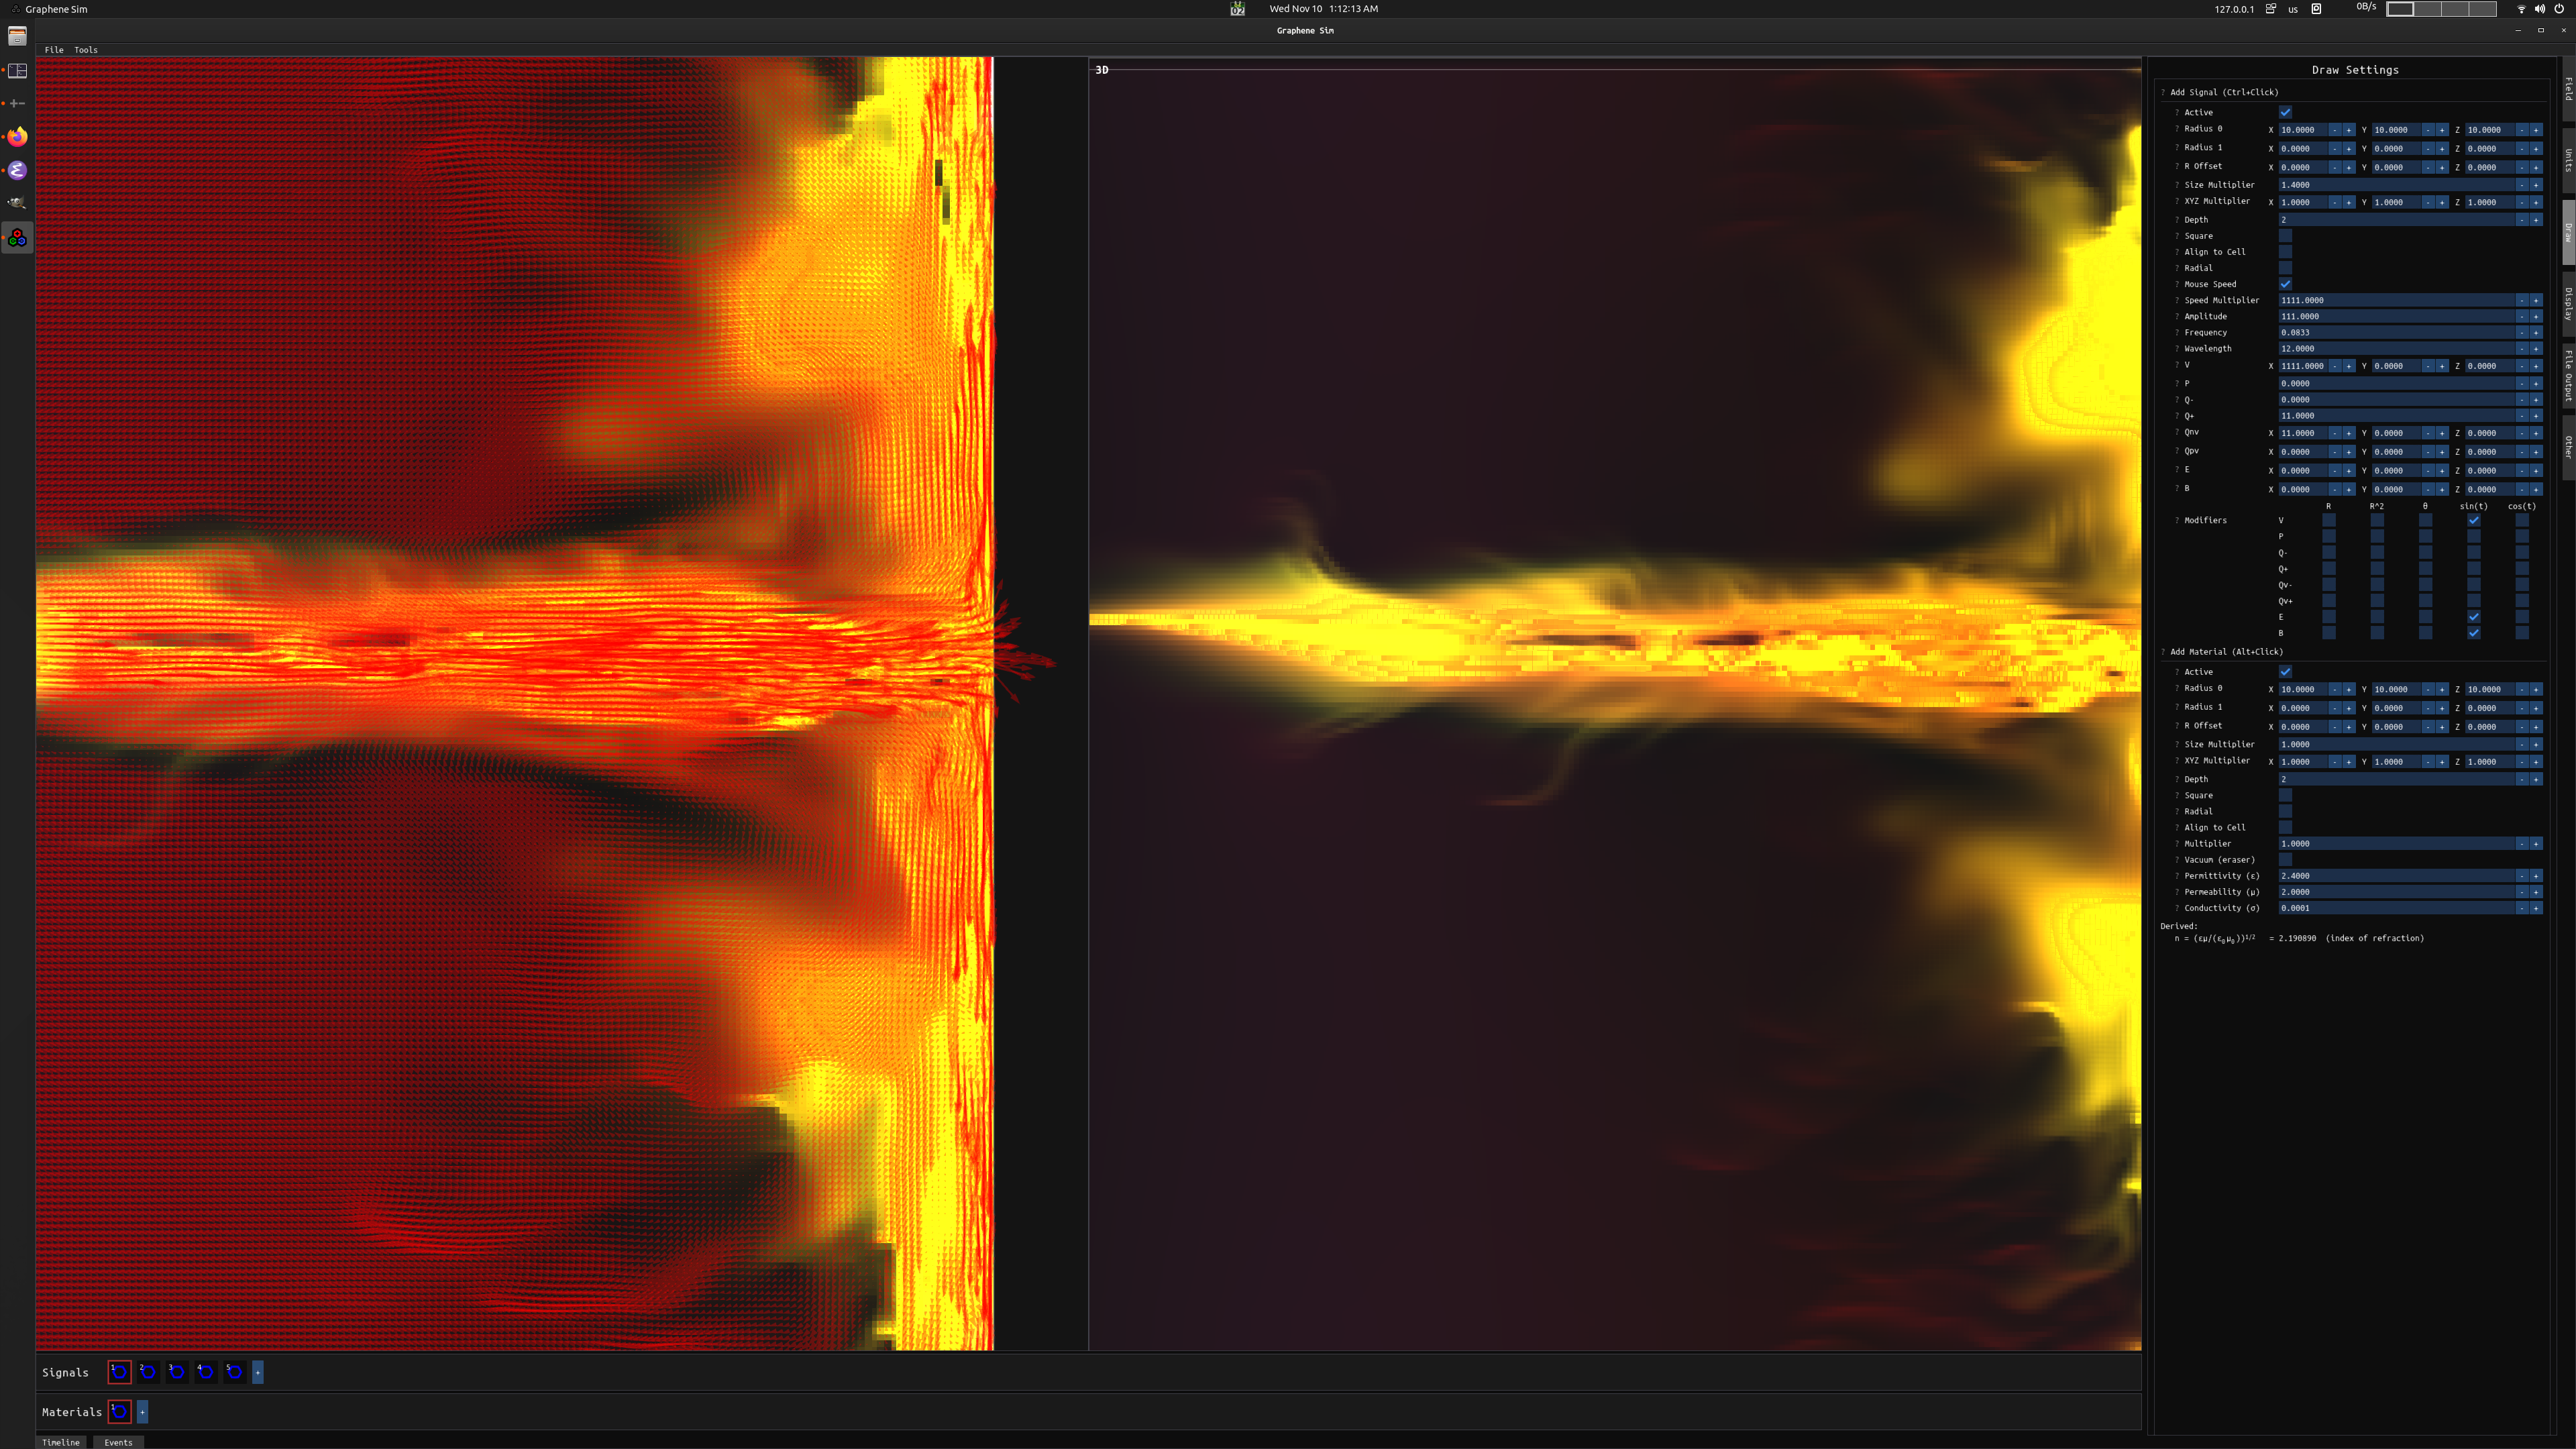 Graphene Sim
02
Wed Nov 10 1:12:13 AM
127.0.0.1
us
0B/s
Graphene Sim
File Tools
3D
Draw Settings
? Add Signal (Ctrl+Click)
? Active
? Radius 0 X 10.0000 - + Y 10.0000 - + Z 10.0000 - +
? Radius 1 X 0.0000 - + Y 0.0000 - + Z 0.0000 - +
? R Offset X 0.0000 - + Y 0.0000 - + Z 0.0000 - +
? Size Multiplier 1.4000 - +
? XYZ Multiplier X 1.0000 - + Y 1.0000 - + Z 1.0000 - +
? Depth 2 - +
? Square
? Align to Cell
? Radial
? Mouse Speed
? Speed Multiplier 1111.0000 - +
? Amplitude 111.0000 - +
? Frequency 0.0833 - +
? Wavelength 12.0000 - +
? V X 1111.0000 - + Y 0.0000 - + Z 0.0000 - +
? P 0.0000 - +
? Q- 0.0000 - +
? Q+ 11.0000 - +
? Qnv X 11.0000 - + Y 0.0000 - + Z 0.0000 - +
? Qpv X 0.0000 - + Y 0.0000 - + Z 0.0000 - +
? E X 0.0000 - + Y 0.0000 - + Z 0.0000 - +
? B X 0.0000 - + Y 0.0000 - + Z 0.0000 - +
R R^2 θ sin(t) cos(t)
? Modifiers V
P
Q-
Q+
Qv-
Qv+
E
B
? Add Material (Alt+Click)
? Active
? Radius 0 X 10.0000 - + Y 10.0000 - + Z 10.0000 - +
? Radius 1 X 0.0000 - + Y 0.0000 - + Z 0.0000 - +
? R Offset X 0.0000 - + Y 0.0000 - + Z 0.0000 - +
? Size Multiplier 1.0000 - +
? XYZ Multiplier X 1.0000 - + Y 1.0000 - + Z 1.0000 - +
? Depth 2 - +
? Square
? Radial
? Align to Cell
? Multiplier 1.0000 - +
? Vacuum (eraser)
? Permittivity (ε) 2.4000 - +
? Permeability (μ) 2.0000 - +
? Conductivity (σ) 0.0001 - +
Derived:
n = (εμ/(ε₀μ₀))¹/² = 2.190890 (index of refraction)
Field
Units
Draw
Display
File Output
Other
Signals 1 2 3 4 5 +
Materials 1 +
Timeline Events